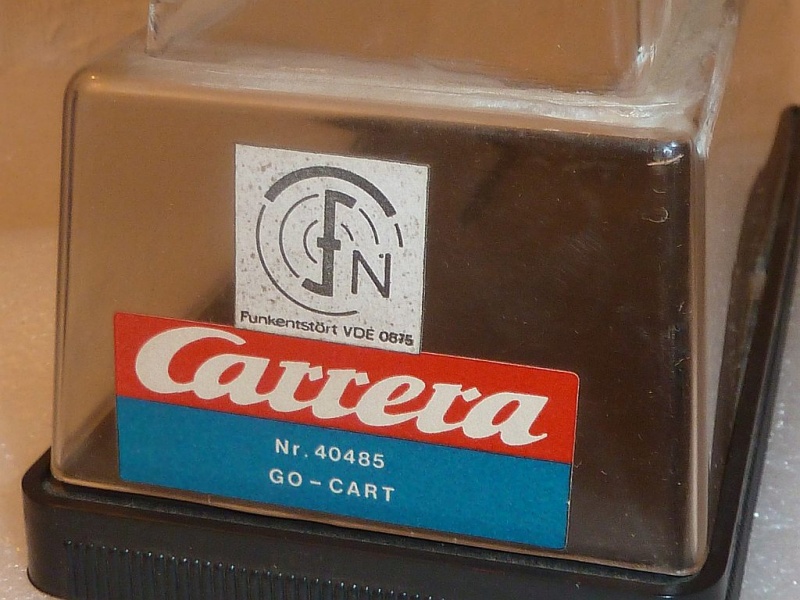 FN
Funkentstört VDE 0875
Carrera
Nr. 40485
GO-CART